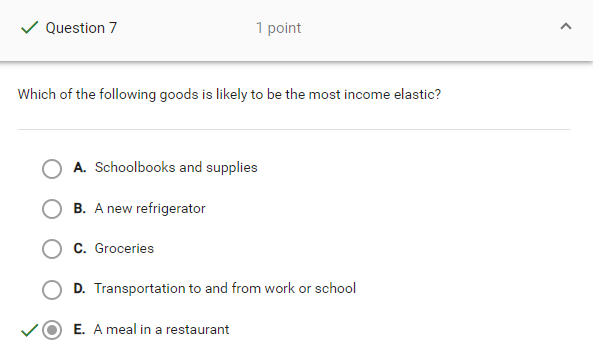 Question 7 1 point
Which of the following goods is likely to be the most income elastic?
A. Schoolbooks and supplies
B. A new refrigerator
C. Groceries
D. Transportation to and from work or school
E. A meal in a restaurant